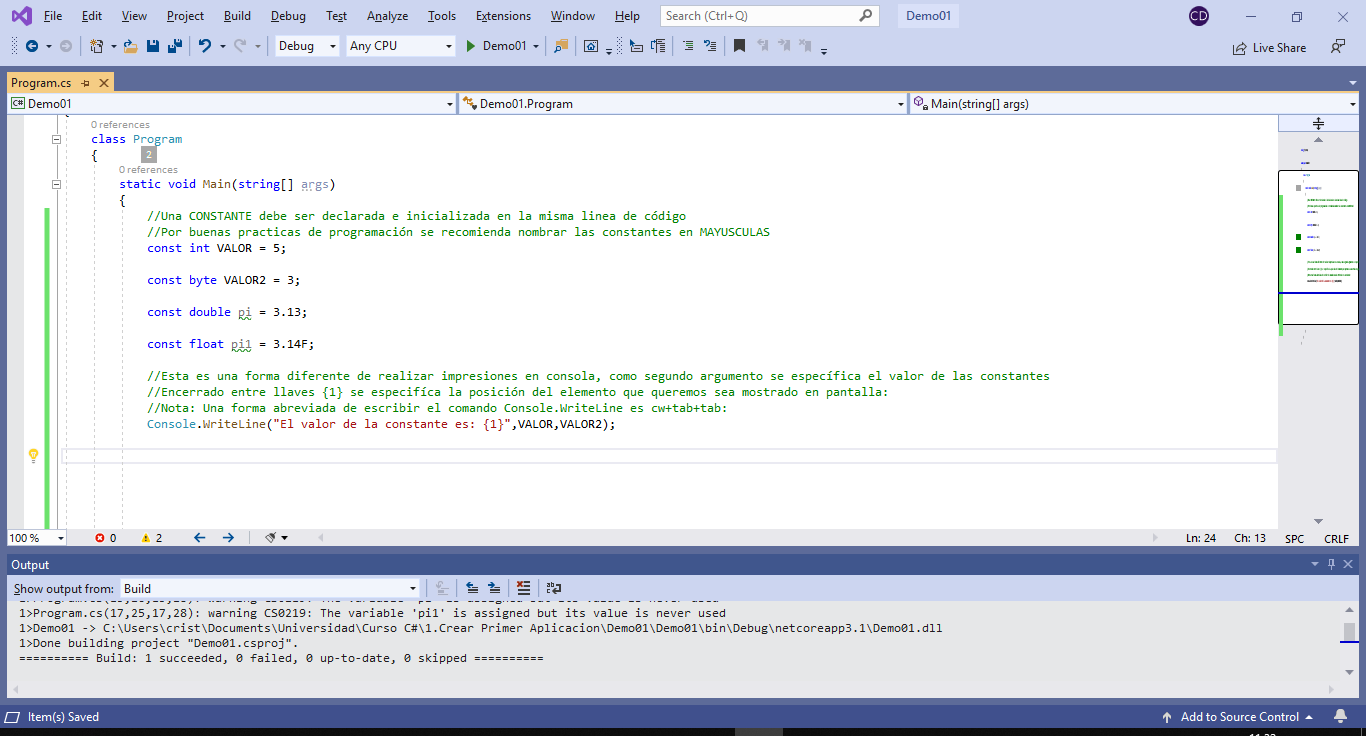 File Edit View Project Build Debug Test Analyze Tools Extensions Window Help Search (Ctrl+Q) Demo01 CD
Debug Any CPU Demo01 Live Share
Program.cs
C# Demo01 Demo01.Program Main(string[] args)
0 references
class Program
{
2
0 references
static void Main(string[] args)
{
//Una CONSTANTE debe ser declarada e inicializada en la misma linea de código
//Por buenas practicas de programación se recomienda nombrar las constantes en MAYUSCULAS
const int VALOR = 5;
const byte VALOR2 = 3;
const double pi = 3.13;
const float pi1 = 3.14F;
//Esta es una forma diferente de realizar impresiones en consola, como segundo argumento se específica el valor de las constantes
//Encerrado entre llaves {1} se especifíca la posición del elemento que queremos sea mostrado en pantalla:
//Nota: Una forma abreviada de escribir el comando Console.WriteLine es cw+tab+tab:
Console.WriteLine("El valor de la constante es: {1}",VALOR,VALOR2);
100 % 0 2 Ln: 24 Ch: 13 SPC CRLF
Output
Show output from: Build
1>Program.cs(17,25,17,28): warning CS0219: The variable 'pi1' is assigned but its value is never used
1>Demo01 -> C:\Users\crist\Documents\Universidad\Curso C#\1.Crear Primer Aplicacion\Demo01\Demo01\bin\Debug\netcoreapp3.1\Demo01.dll
1>Done building project "Demo01.csproj".
========== Build: 1 succeeded, 0 failed, 0 up-to-date, 0 skipped ==========
Item(s) Saved Add to Source Control